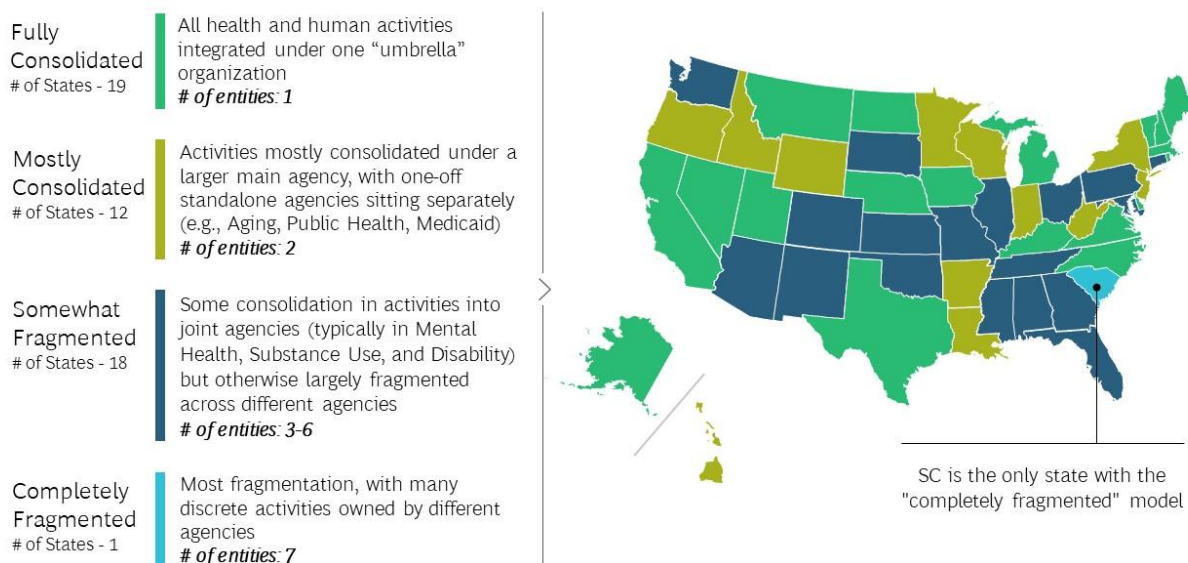 Fully
Consolidated
# of States - 19
All health and human activities
integrated under one “umbrella”
organization
# of entities: 1
Mostly
Consolidated
# of States - 12
Activities mostly consolidated under a
larger main agency, with one-off
standalone agencies sitting separately
(e.g., Aging, Public Health, Medicaid)
# of entities: 2
Somewhat
Fragmented
# of States - 18
Some consolidation in activities into
joint agencies (typically in Mental
Health, Substance Use, and Disability)
but otherwise largely fragmented
across different agencies
# of entities: 3-6
Completely
Fragmented
# of States - 1
Most fragmentation, with many
discrete activities owned by different
agencies
# of entities: 7
SC is the only state with the
"completely fragmented" model